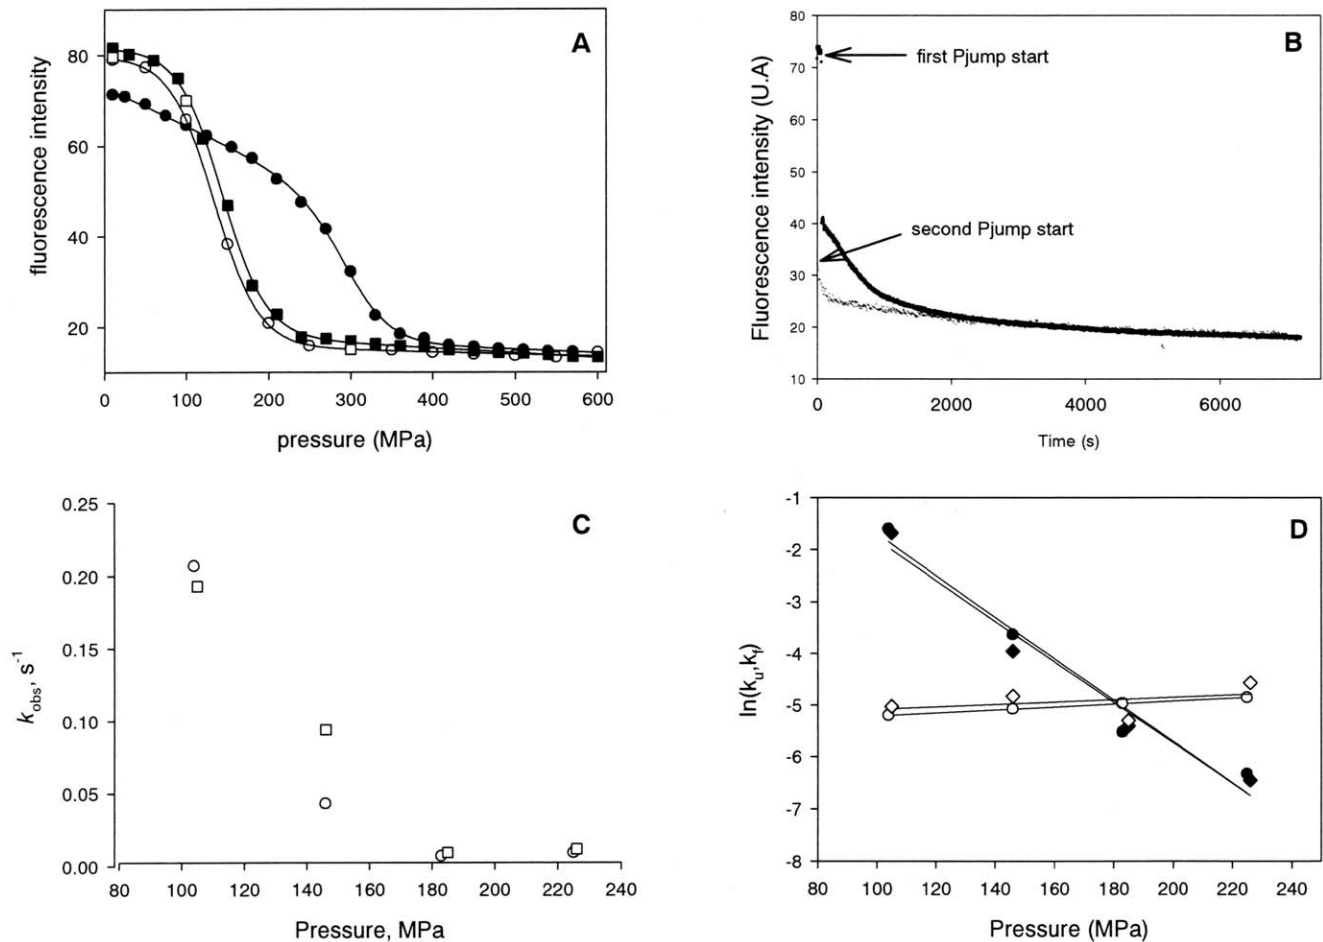 A
fluorescence intensity
80
60
40
20
0 100 200 300 400 500 600
pressure (MPa)
B
Fluorescence intensity (U.A)
80
70
60
50
40
30
20
10
first Pjump start
second Pjump start
0 2000 4000 6000
Time (s)
C
k_obs, s⁻¹
0.25
0.20
0.15
0.10
0.05
0.00
80 100 120 140 160 180 200 220 240
Pressure, MPa
D
ln(k_u,k_f)
-1
-2
-3
-4
-5
-6
-7
-8
80 100 120 140 160 180 200 220 240
Pressure (MPa)